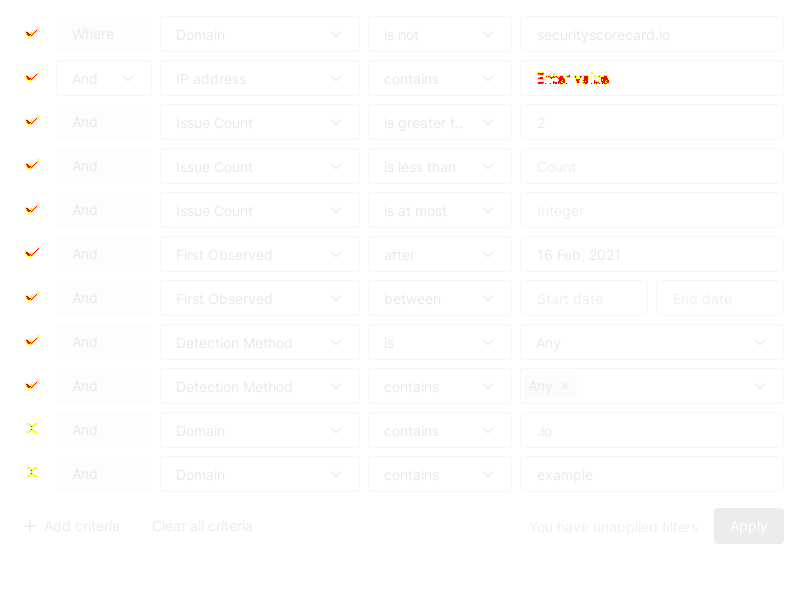 Where Domain is not securityscorecard.io
And IP address contains Enter value
And Issue Count is greater t.. 2
And Issue Count is less than Count
And Issue Count is at most Integer
And First Observed after 16 Feb, 2021
And First Observed between Start date End date
And Detection Method is Any
And Detection Method contains Any
And Domain contains .io
And Domain contains example
Add criteria Clear all criteria You have unapplied filters Apply